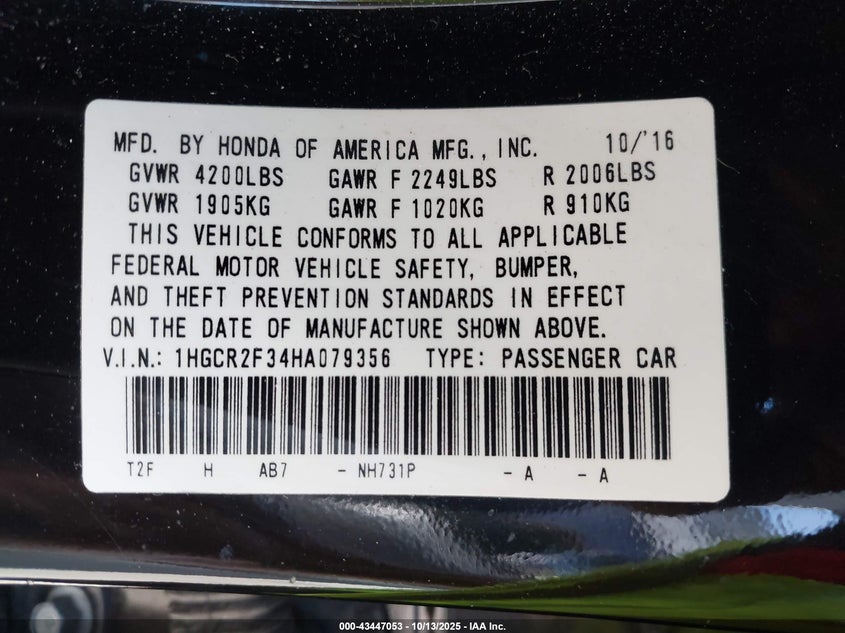 MFD. BY HONDA OF AMERICA MFG., INC. 10/'16
GVWR 4200LBS GAWR F 2249LBS R 2006LBS
GVWR 1905KG GAWR F 1020KG R 910KG
THIS VEHICLE CONFORMS TO ALL APPLICABLE
FEDERAL MOTOR VEHICLE SAFETY, BUMPER,
AND THEFT PREVENTION STANDARDS IN EFFECT
ON THE DATE OF MANUFACTURE SHOWN ABOVE.
V.I.N.: 1HGCR2F34HA079356 TYPE: PASSENGER CAR
T2F H AB7 - NH731P - A - A
000-43447053 - 10/13/2025 - IAA Inc.